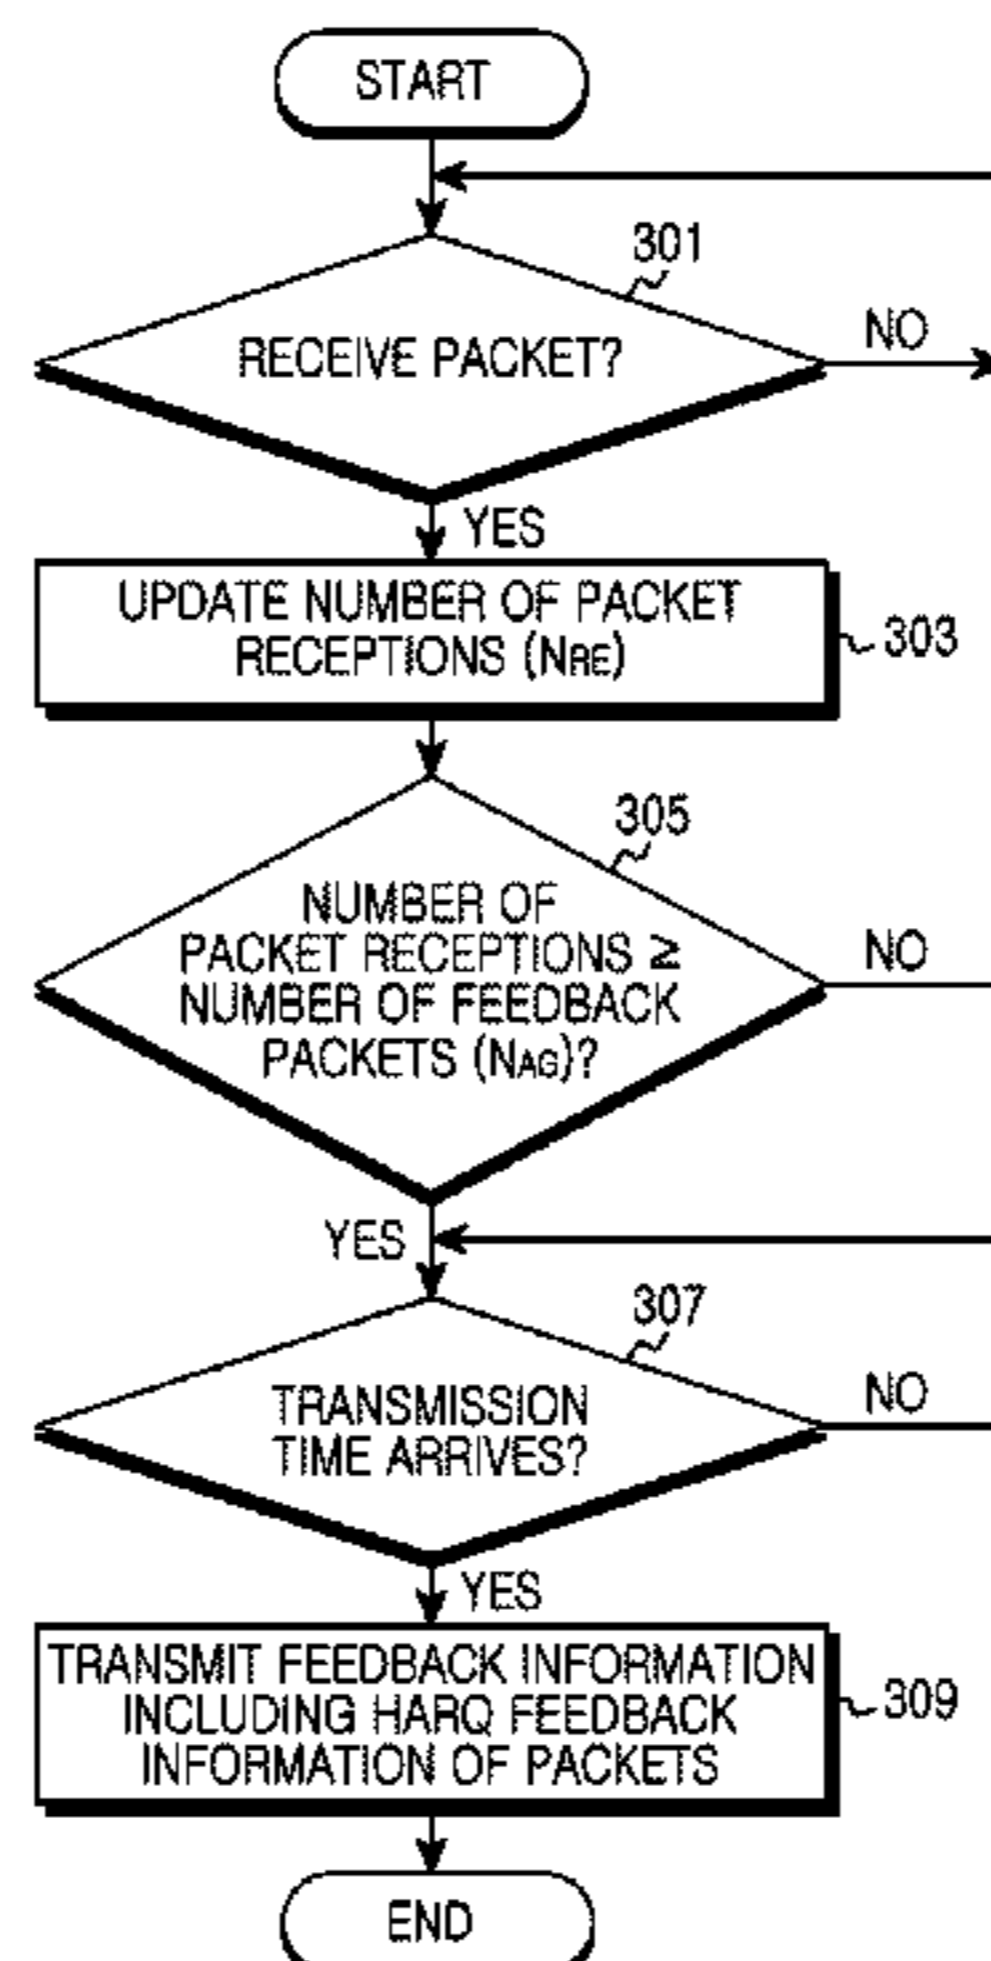 START
301
RECEIVE PACKET?
NO
YES
UPDATE NUMBER OF PACKET
RECEPTIONS (NRE)
303
305
NUMBER OF
PACKET RECEPTIONS ≥
NUMBER OF FEEDBACK
PACKETS (NAG)?
NO
YES
307
TRANSMISSION
TIME ARRIVES?
NO
YES
TRANSMIT FEEDBACK INFORMATION
INCLUDING HARQ FEEDBACK
INFORMATION OF PACKETS
309
END